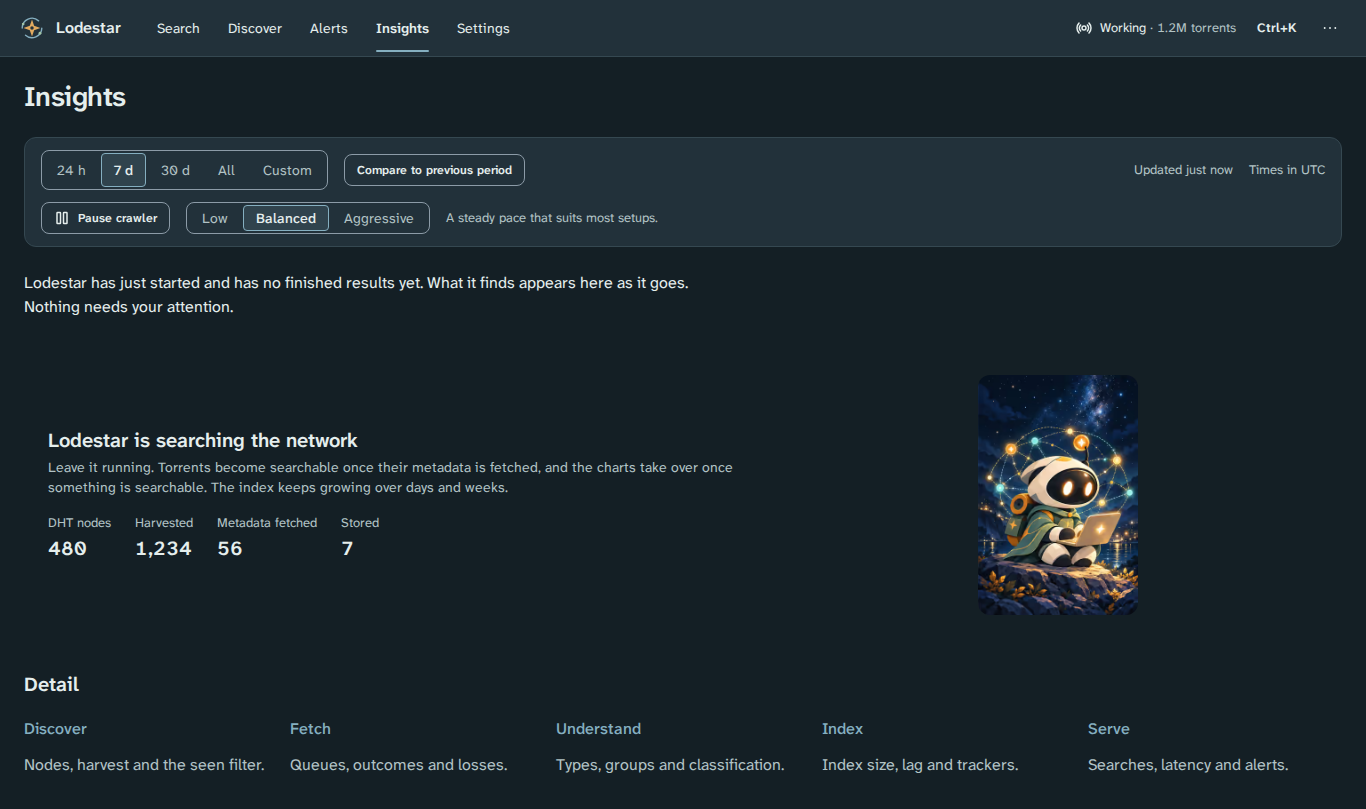 Lodestar
Search
Discover
Alerts
Insights
Settings
Working · 1.2M torrents
Ctrl+K
···
Insights
24 h
7 d
30 d
All
Custom
Compare to previous period
Updated just now
Times in UTC
Pause crawler
Low
Balanced
Aggressive
A steady pace that suits most setups.
Lodestar has just started and has no finished results yet. What it finds appears here as it goes.
Nothing needs your attention.
Lodestar is searching the network
Leave it running. Torrents become searchable once their metadata is fetched, and the charts take over once
something is searchable. The index keeps growing over days and weeks.
DHT nodes
Harvested
Metadata fetched
Stored
480
1,234
56
7
Detail
Discover
Fetch
Understand
Index
Serve
Nodes, harvest and the seen filter.
Queues, outcomes and losses.
Types, groups and classification.
Index size, lag and trackers.
Searches, latency and alerts.